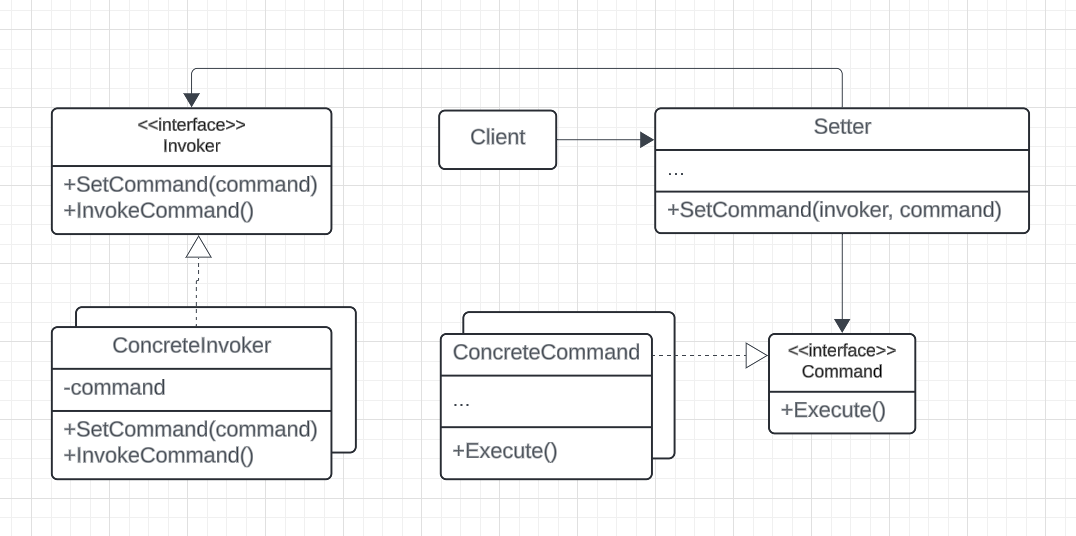 <<interface>>
Invoker
+SetCommand(command)
+InvokeCommand()
Client
Setter
...
+SetCommand(invoker, command)
ConcreteInvoker
-command
+SetCommand(command)
+InvokeCommand()
ConcreteCommand
...
+Execute()
<<interface>>
Command
+Execute()